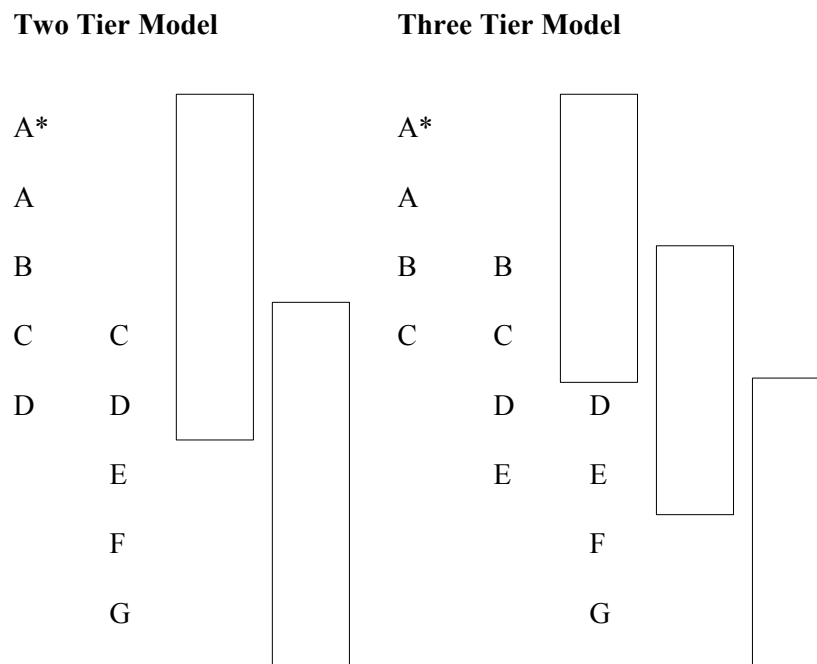 Two Tier Model Three Tier Model
A* A*
A A
B B B
C C C C
D D D D
E E E
F F
G G